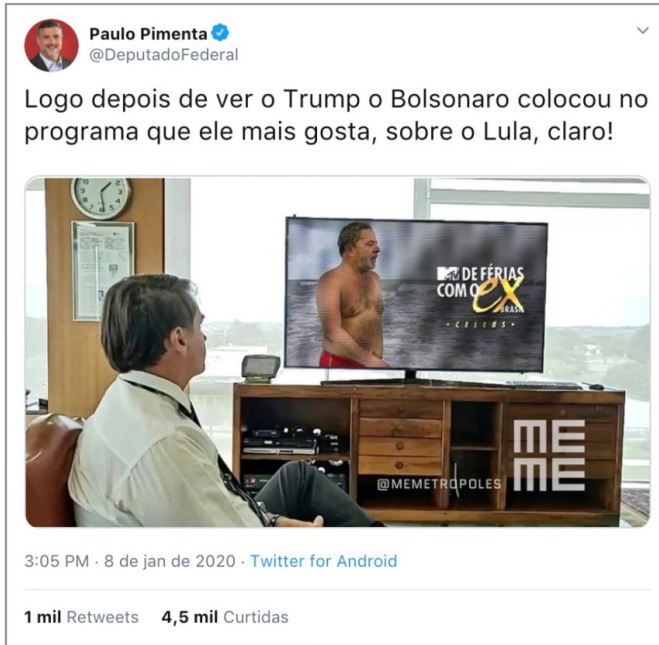 Paulo Pimenta
@DeputadoFederal
Logo depois de ver o Trump o Bolsonaro colocou no
programa que ele mais gosta, sobre o Lula, claro!
MTV DE FÉRIAS
COM O ex
BRASIL
• CELEBS •
ME
ME
@MEMETROPOLES
3:05 PM · 8 de jan de 2020 · Twitter for Android
1 mil Retweets 4,5 mil Curtidas